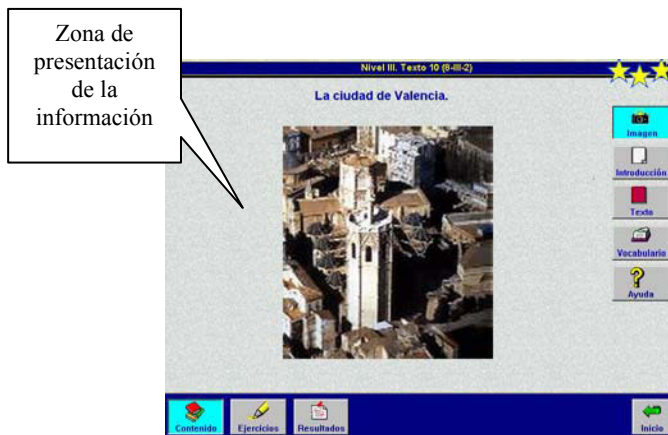 Zona de
presentación
de la
información
Nivel III. Texto 10 (8-III-2)
La ciudad de Valencia.
Imagen
Introducción
Texto
Vocabulario
Ayuda
Contenido
Ejercicios
Resultados
Inicio